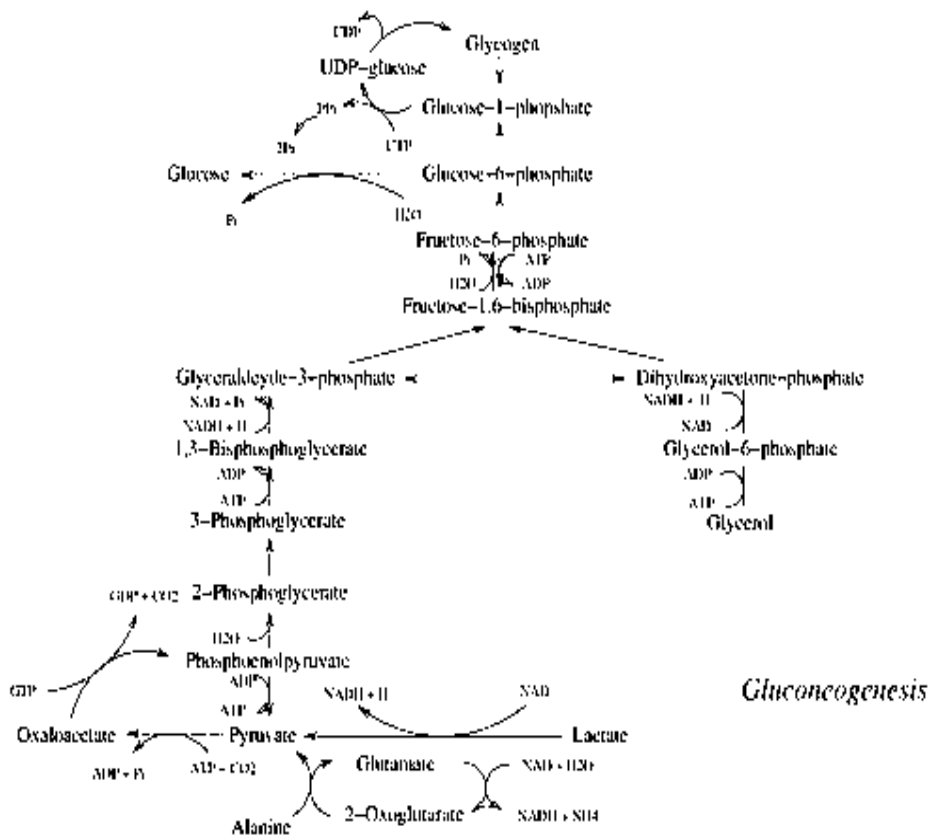 Glycogen
UDP-glucose
Glucose-1-phopshate
UTP
Glucose
Glucose-6-phosphate
Pi
H2O
Fructose-6-phosphate
Pi
ATP
H2O
ADP
Fructose-1,6-bisphosphate
Glyceraldeyde-3-phosphate
Dihydroxyacetone-phosphate
NAD + Pi
NADH + H
NADH + H
NAD
1,3-Bisphosphoglycerate
Glycerol-6-phosphate
ADP
ADP
ATP
ATP
3-Phosphoglycerate
Glycerol
GDP + CO2
2-Phosphoglycerate
H2O
Phosphoenolpyruvate
ADP
GTP
NADH + H
NAD
Gluconeogenesis
ATP
Oxaloacetate
Pyruvate
Lactate
ADP + Pi
ATP + CO2
Glutamate
NAD + H2O
2-Oxoglutarate
NADH + NH4
Alanine